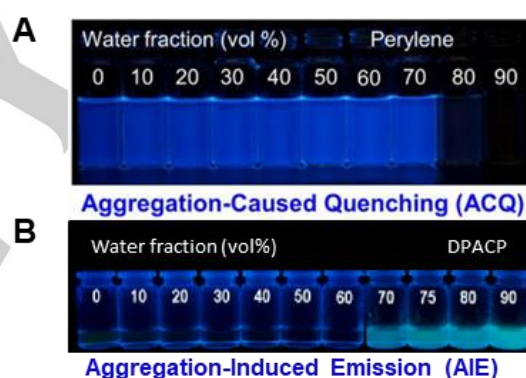 A
Water fraction (vol %) Perylene
0 10 20 30 40 50 60 70 80 90
Aggregation-Caused Quenching (ACQ)
B
Water fraction (vol%) DPACP
0 10 20 30 40 50 60 70 75 80 90
Aggregation-Induced Emission (AIE)